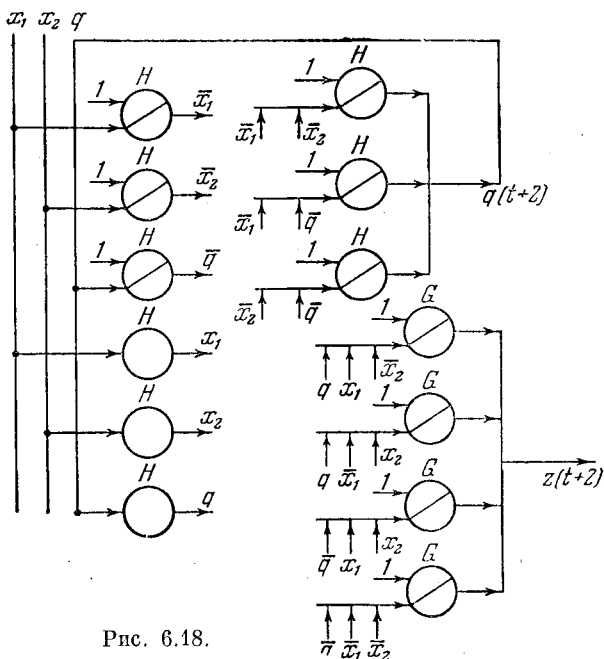 x₁ x₂ q
1 H x̄₁
1 H x̄₂
1 H q̄
H x₁
H x₂
H q
1 H
x̄₁ x̄₂
1 H
x̄₁ q̄
1 H
x̄₂ q̄
q(t+2)
1 G
q x₁ x̄₂
1 G
q x̄₁ x₂
1 G
q̄ x₁ x₂
1 G
q̄ x̄₁ x̄₂
z(t+2)
Рис. 6.18.